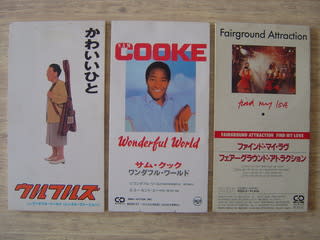 かわいいひと
ウルフルズ
SAM
COOKE
Wonderful World
サム・クック
ワンダフル・ワールド
Fairground Attraction
find my love
FAIRGROUND ATTRACTION FIND MY LOVE
ファインド・マイ・ラヴ
フェアーグラウンド・アトラクション